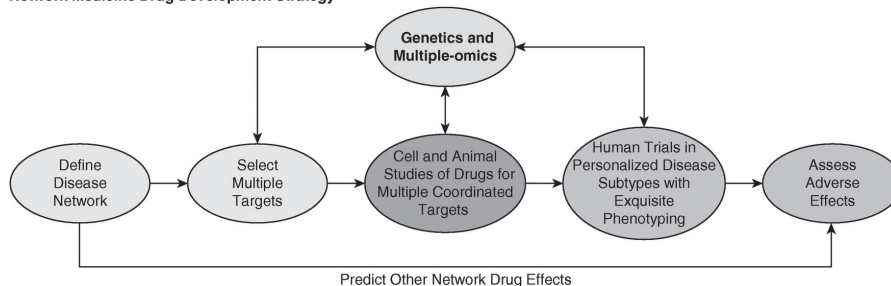 Network Medicine Drug Development Strategy
Genetics and
Multiple-omics
Define
Disease
Network
Select
Multiple
Targets
Cell and Animal
Studies of Drugs for
Multiple Coordinated
Targets
Human Trials in
Personalized Disease
Subtypes with
Exquisite
Phenotyping
Assess
Adverse
Effects
Predict Other Network Drug Effects